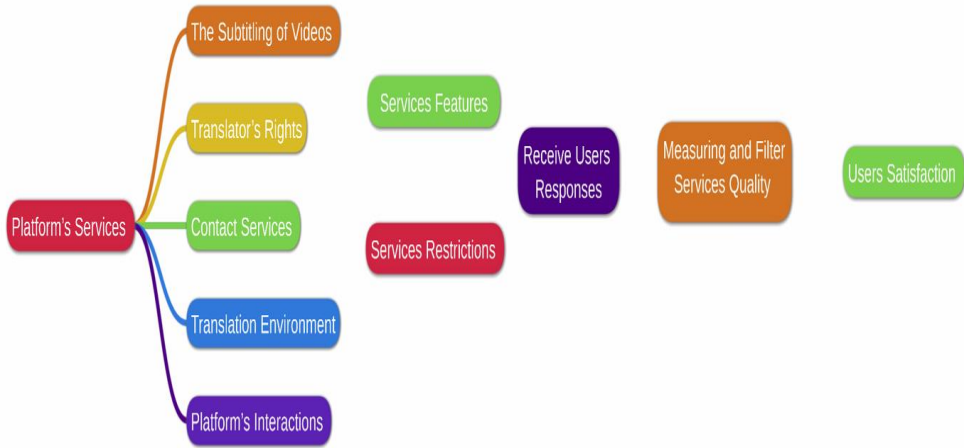 Platform's Services
The Subtitling of Videos
Translator's Rights
Contact Services
Translation Environment
Platform's Interactions
Services Features
Services Restrictions
Receive Users
Responses
Measuring and Filter
Services Quality
Users Satisfaction